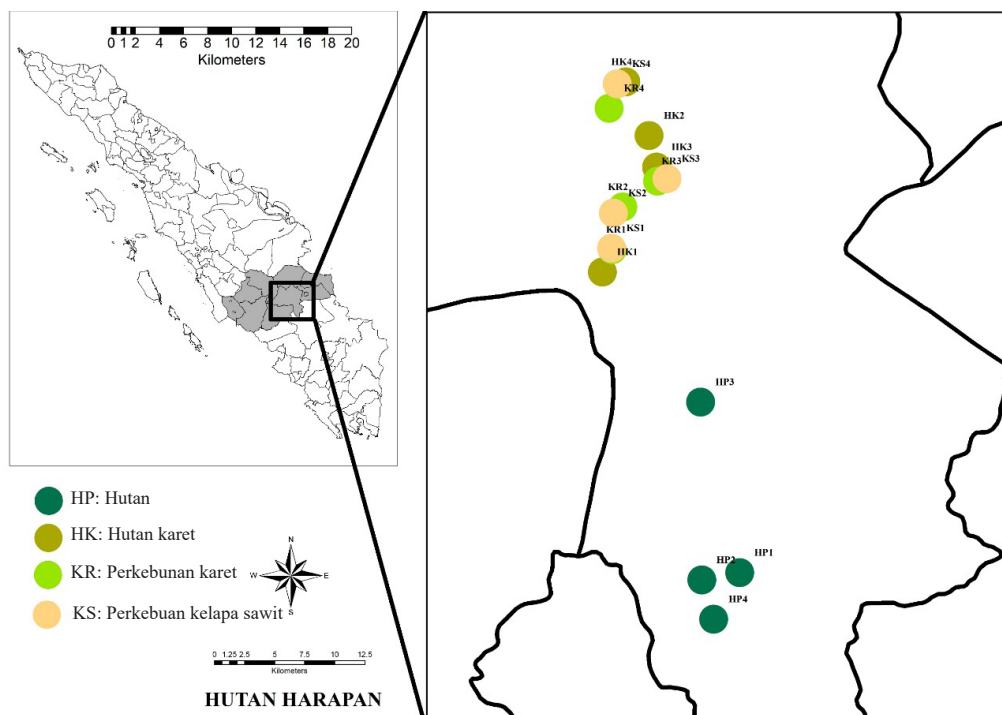 0 1 2 4 6 8 10 12 14 16 18 20
Kilometers
HP: Hutan
HK: Hutan karet
KR: Perkebunan karet
KS: Perkebuan kelapa sawit
N
W E
S
0 1.25 2.5 5 7.5 10 12.5
Kilometers
HUTAN HARAPAN
HK4 KS4
KR4
HK2
HK3
KR3 KS3
KR2 KS2
KR1 KS1
HK1
HP3
HP2 HP1
HP4